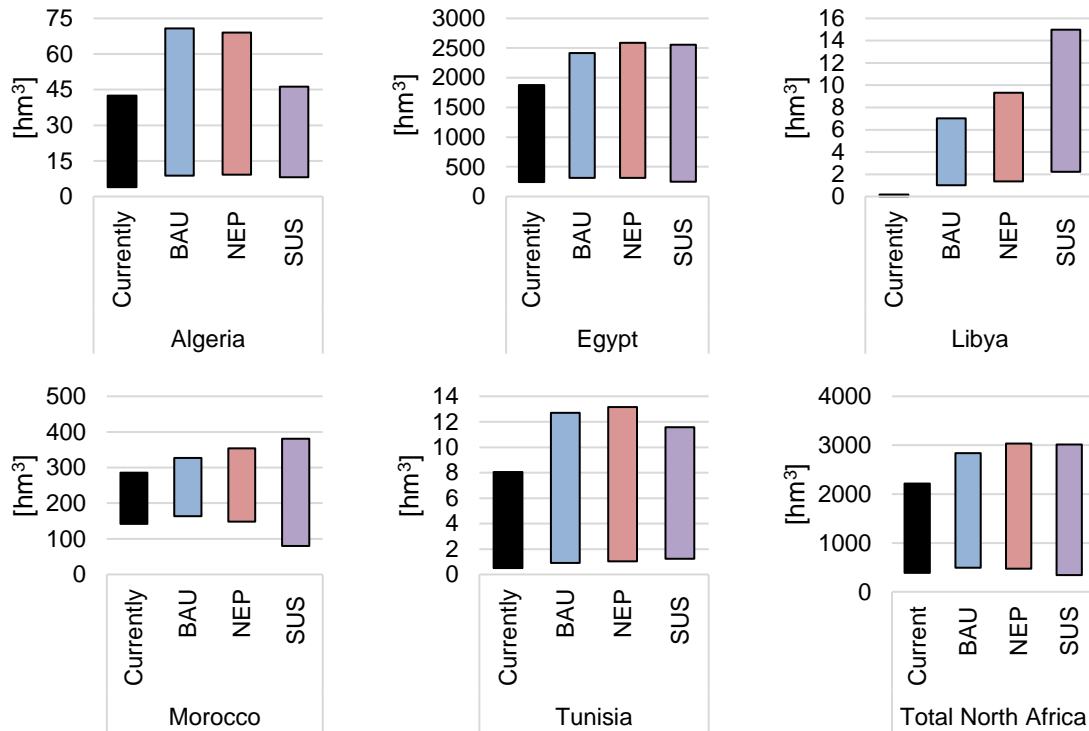 [hm³]
75
60
45
30
15
0
Currently
BAU
NEP
SUS
Algeria
[hm³]
3000
2500
2000
1500
1000
500
0
Currently
BAU
NEP
SUS
Egypt
[hm³]
16
14
12
10
8
6
4
2
0
Currently
BAU
NEP
SUS
Libya
[hm³]
500
400
300
200
100
0
Currently
BAU
NEP
SUS
Morocco
[hm³]
14
12
10
8
6
4
2
0
Currently
BAU
NEP
SUS
Tunisia
[hm³]
4000
3000
2000
1000
0
Current
BAU
NEP
SUS
Total North Africa